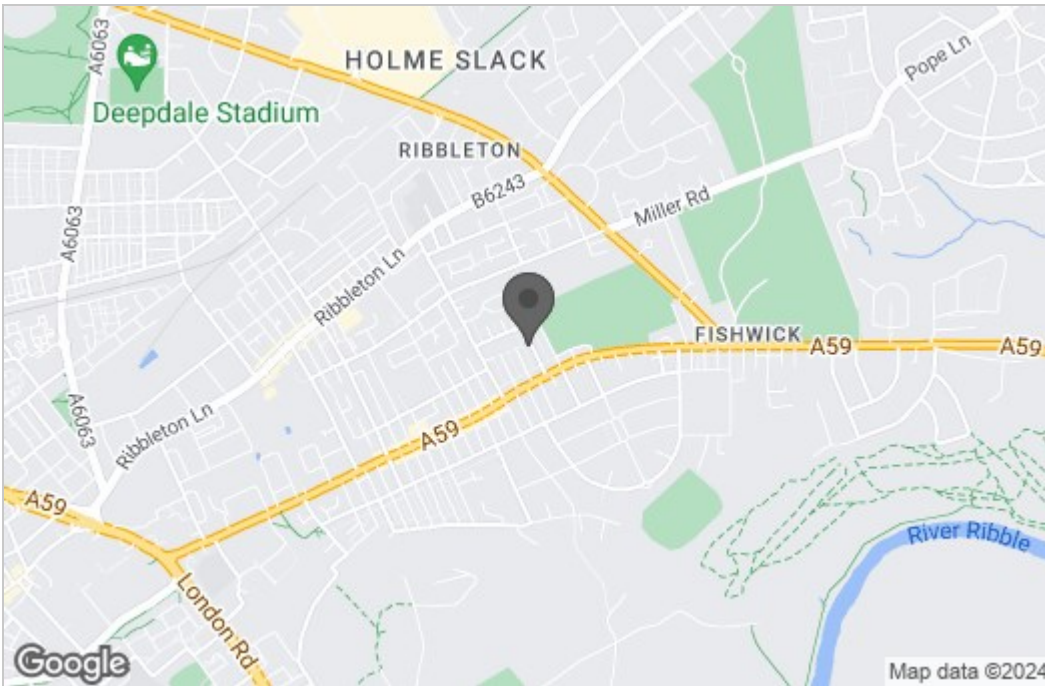 A6063
HOLME SLACK
Pope Ln
Deepdale Stadium
RIBBLETON
B6243
Miller Rd
A6063
Ribbleton Ln
FISHWICK
A59
A59
A6063
A59
Ribbleton Ln
A59
River Ribble
London Rd
Google
Map data ©2024